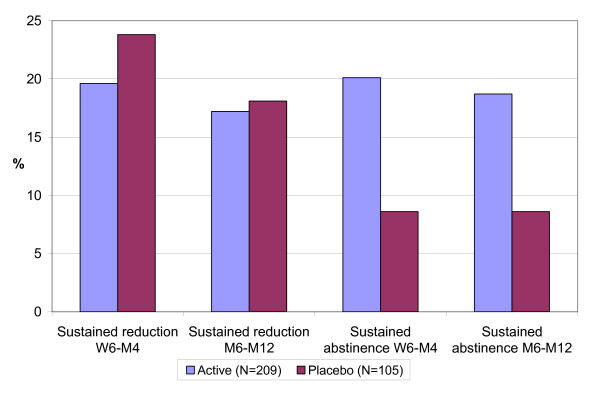 25
20
15
10
5
0
%
Sustained reduction W6-M4
Sustained reduction M6-M12
Sustained abstinence W6-M4
Sustained abstinence M6-M12
Active (N=209)
Placebo (N=105)